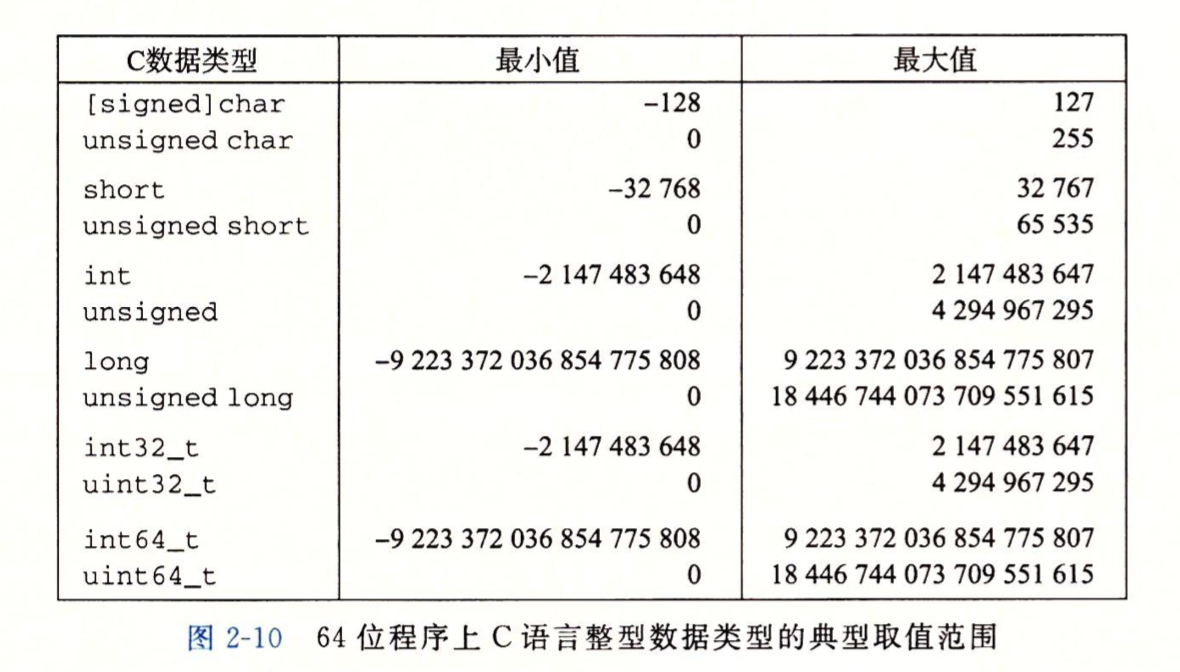 C数据类型 最小值 最大值
[signed]char –128 127
unsigned char 0 255
short –32 768 32 767
unsigned short 0 65 535
int –2 147 483 648 2 147 483 647
unsigned 0 4 294 967 295
long –9 223 372 036 854 775 808 9 223 372 036 854 775 807
unsigned long 0 18 446 744 073 709 551 615
int32_t –2 147 483 648 2 147 483 647
uint32_t 0 4 294 967 295
int64_t –9 223 372 036 854 775 808 9 223 372 036 854 775 807
uint64_t 0 18 446 744 073 709 551 615
图 2-10 64 位程序上 C 语言整型数据类型的典型取值范围